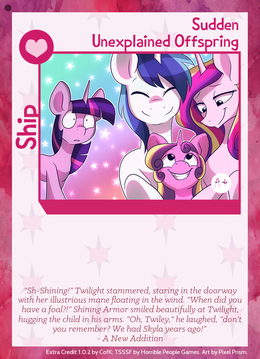 Sudden
Unexplained Offspring
Ship
"Sh-Shining!" Twilight stammered, staring in the doorway
with her illustrious mane floating in the wind. "When did you
have a foal?!" Shining Armor smiled beautifully at Twilight,
hugging the child in his arms. "Oh, Twiley," he laughed, "don't
you remember? We had Skyla years ago!"
- A New Addition
Extra Credit 1.0.2 by CofK. TSSSF by Horrible People Games. Art by Pixel Prism.